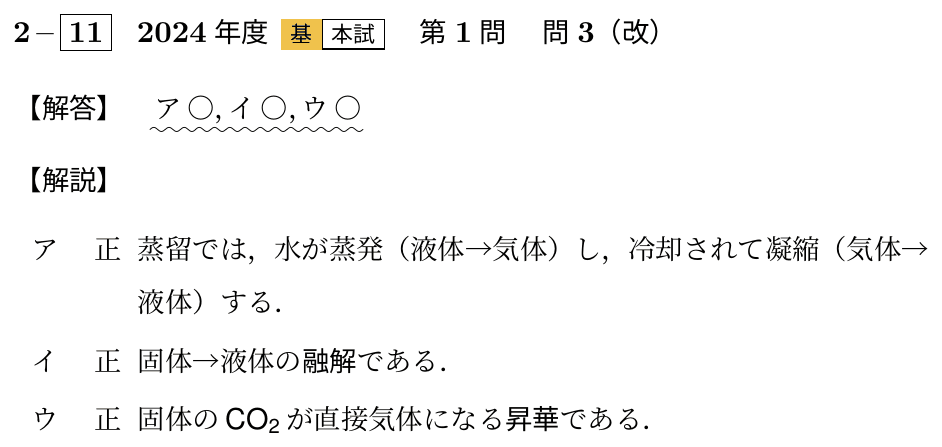 2−11 2024 年度 基 本試 第 1 問 問 3（改）
【解答】 ア ○, イ ○, ウ ○
【解説】
ア 正 蒸留では，水が蒸発（液体→気体）し，冷却されて凝縮（気体→
液体）する．
イ 正 固体→液体の融解である．
ウ 正 固体の CO₂ が直接気体になる昇華である．